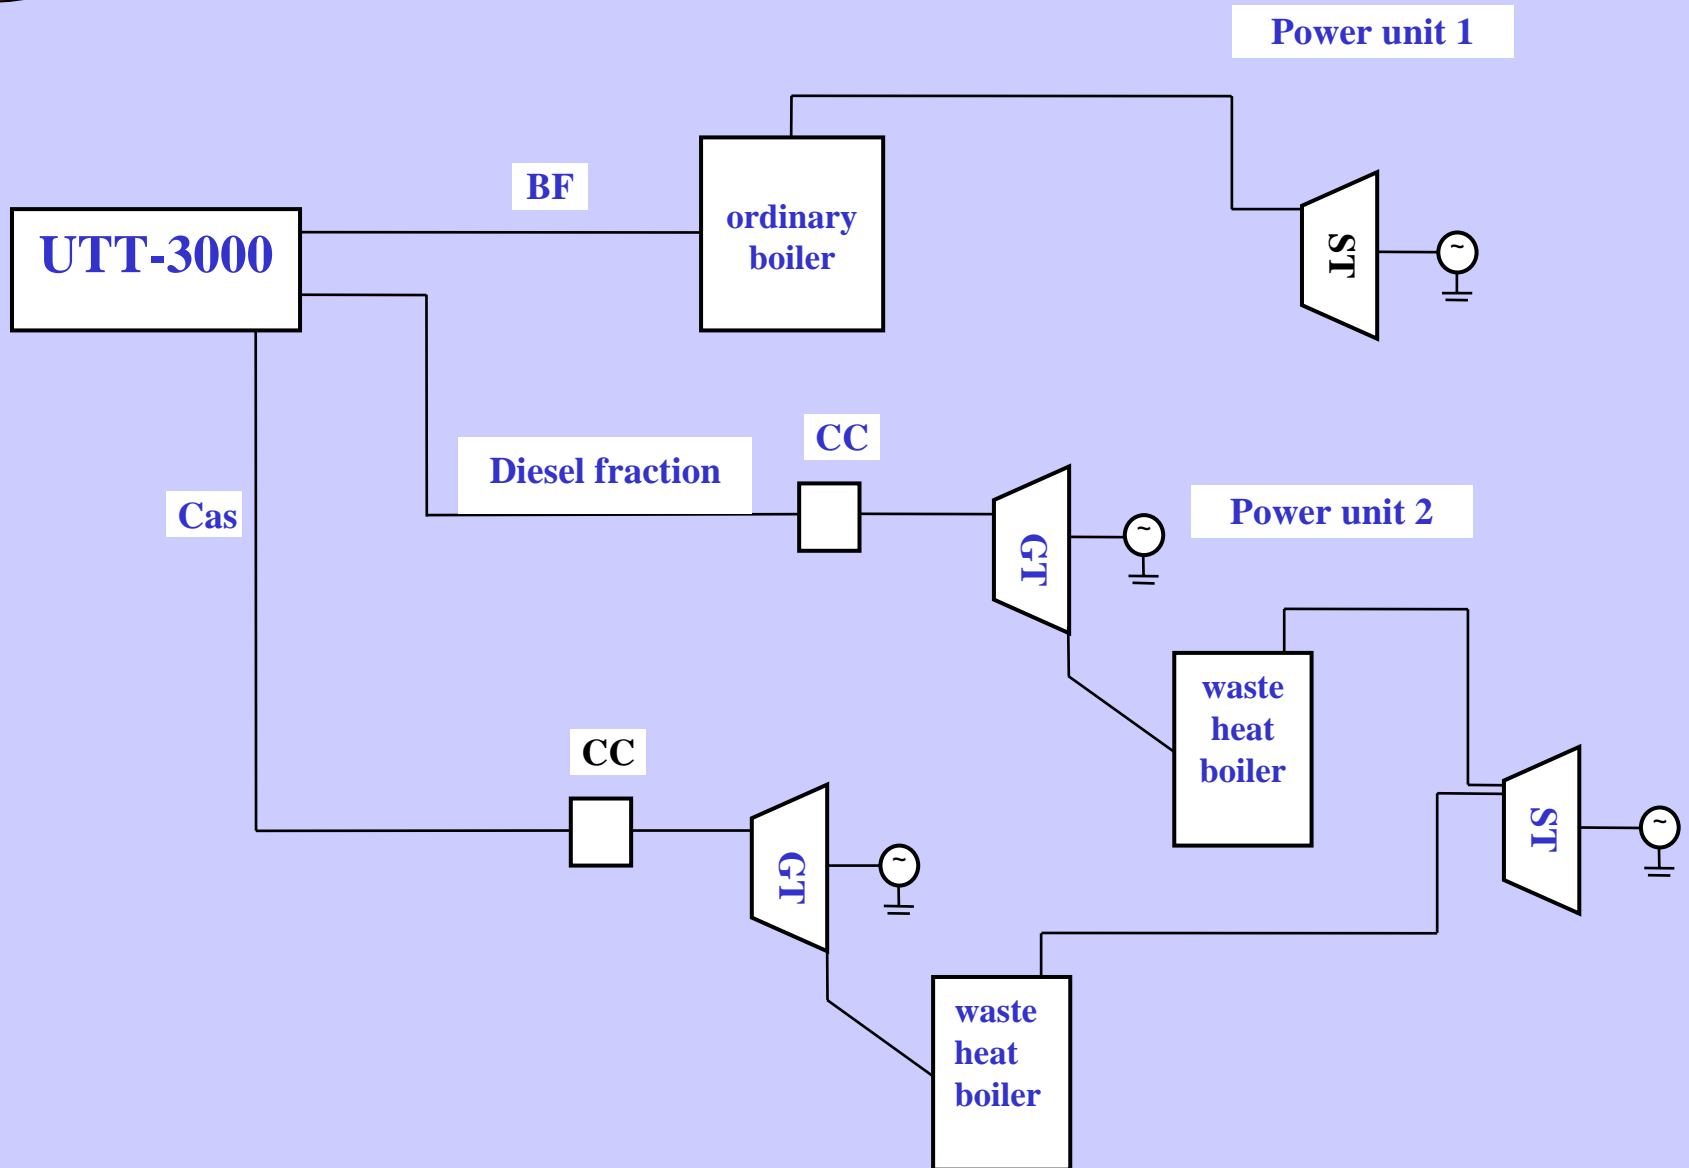 Power unit 1
BF
UTT-3000
ordinary
boiler
ST
~
CC
Diesel fraction
Cas
Power unit 2
GT
~
waste
heat
boiler
CC
ST
~
GT
~
waste
heat
boiler